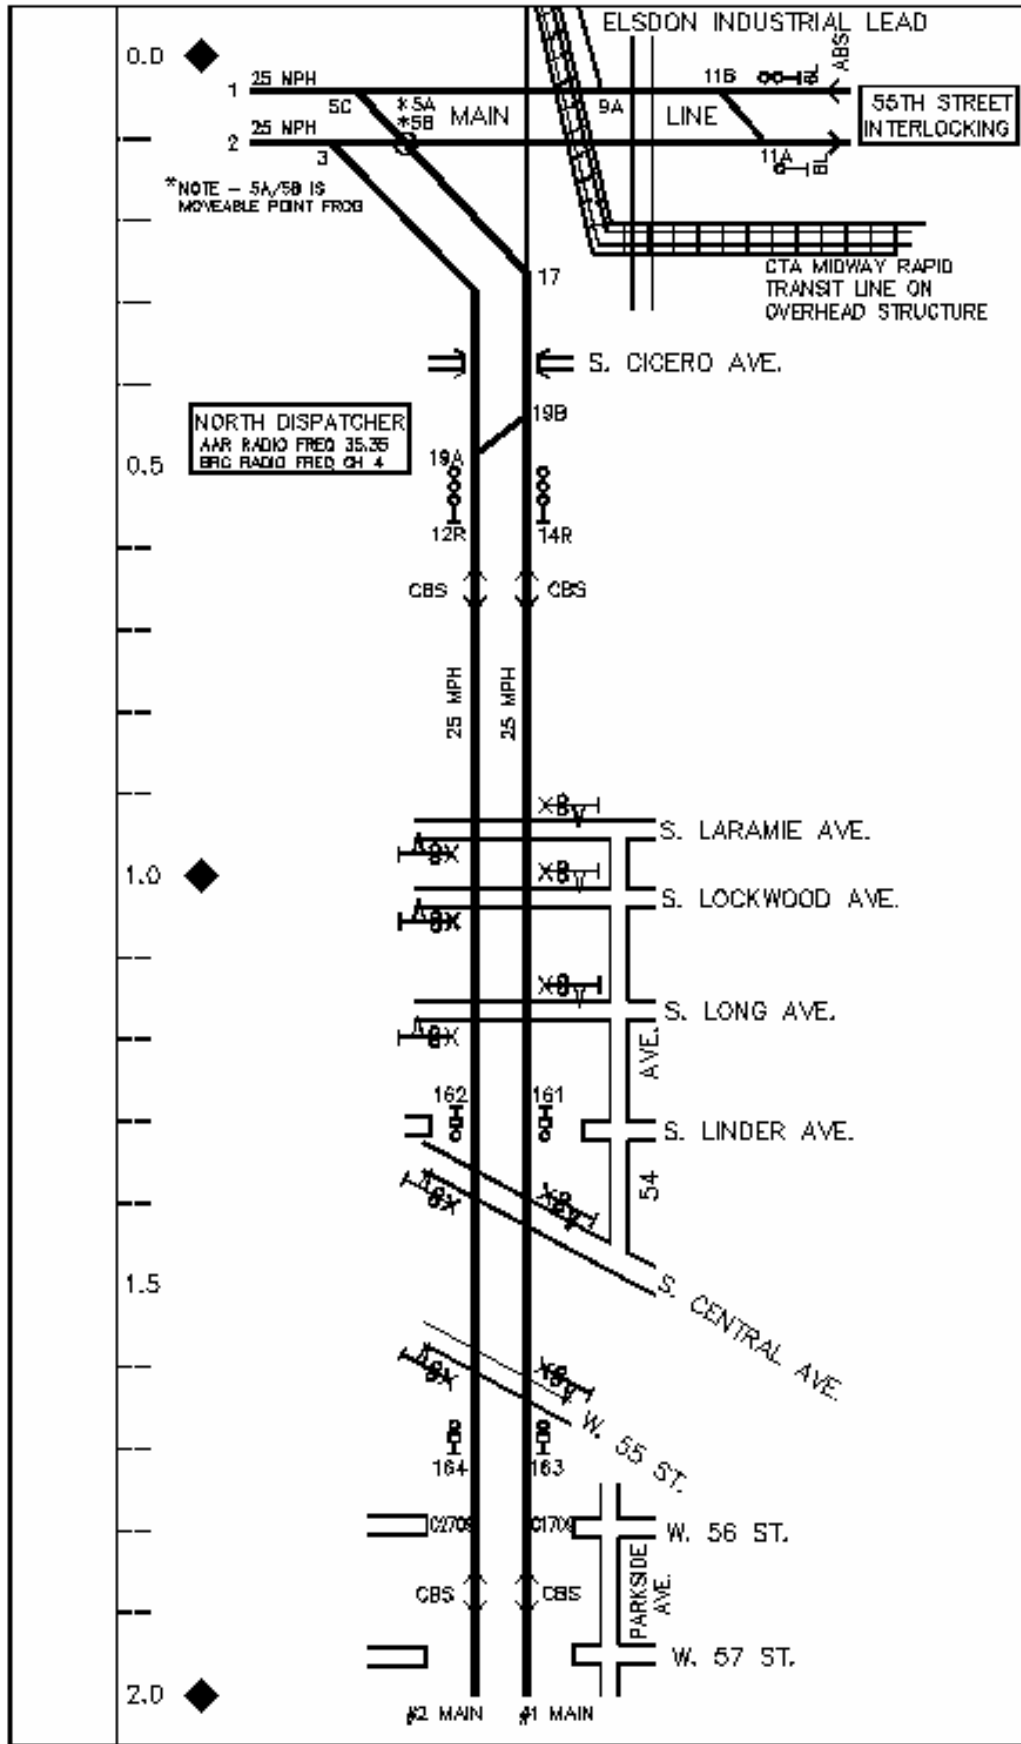 ELSDON INDUSTRIAL LEAD
0.0
1
25 MPH
5C
*5A
*5B
MAIN
9A
LINE
11B
BL
ABS
55TH STREET
INTERLOCKING
2
25 MPH
3
11A
BL
*NOTE - 5A/5B IS
MOVEABLE POINT FROG
17
CTA MIDWAY RAPID
TRANSIT LINE ON
OVERHEAD STRUCTURE
S. CICERO AVE.
NORTH DISPATCHER
AAR RADIO FREQ 35.35
BRC RADIO FREQ CH 4
19B
19A
0.5
12R
14R
CBS
CBS
25 MPH
25 MPH
S. LARAMIE AVE.
1.0
S. LOCKWOOD AVE.
S. LONG AVE.
54 AVE.
162
161
S. LINDER AVE.
1.5
S. CENTRAL AVE.
W. 55 ST.
164
163
C2709
C1709
W. 56 ST.
CBS
CBS
PARKSIDE
AVE.
W. 57 ST.
2.0
#2 MAIN
#1 MAIN